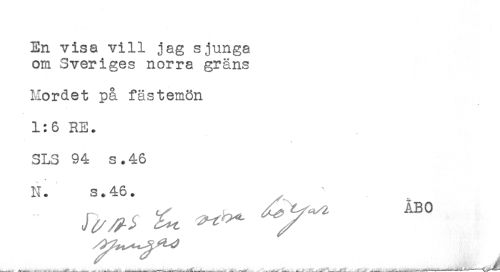 En visa vill jag sjunga
om Sveriges norra gräns
Mordet på fästemön
1:6 RE.
SLS 94 s.46
N. s.46.
ÅBO
SVAS En visa börjar
sjungas